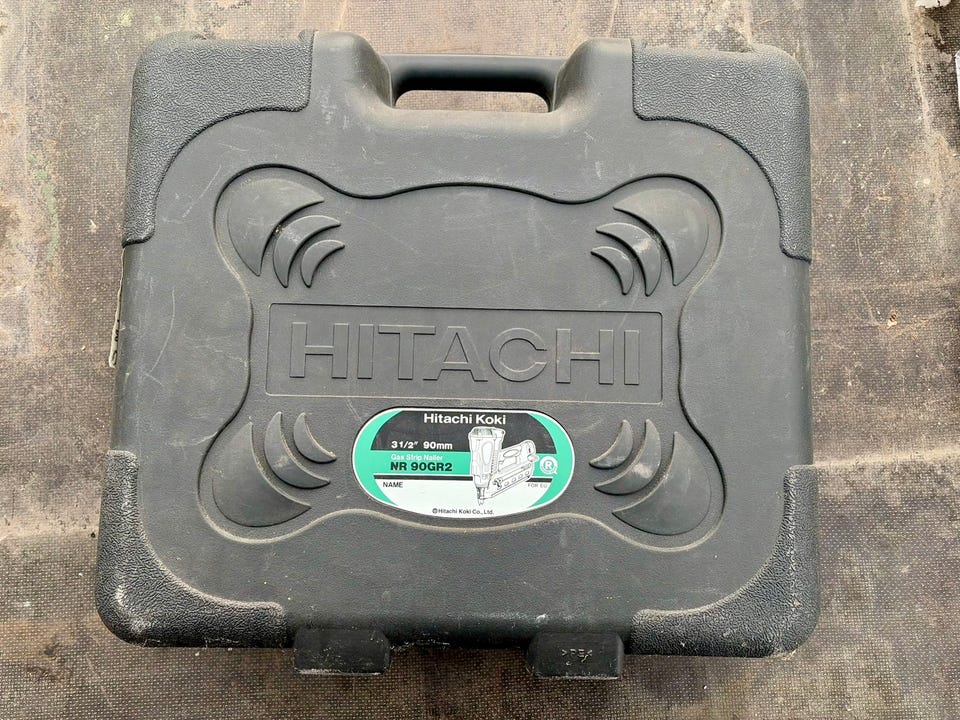 HITACHI
Hitachi Koki
3 1/2" 90mm
Gas Strip Nailer
NR 90GR2
R
NAME
FOR EU
©Hitachi Koki Co., Ltd.
>PE<